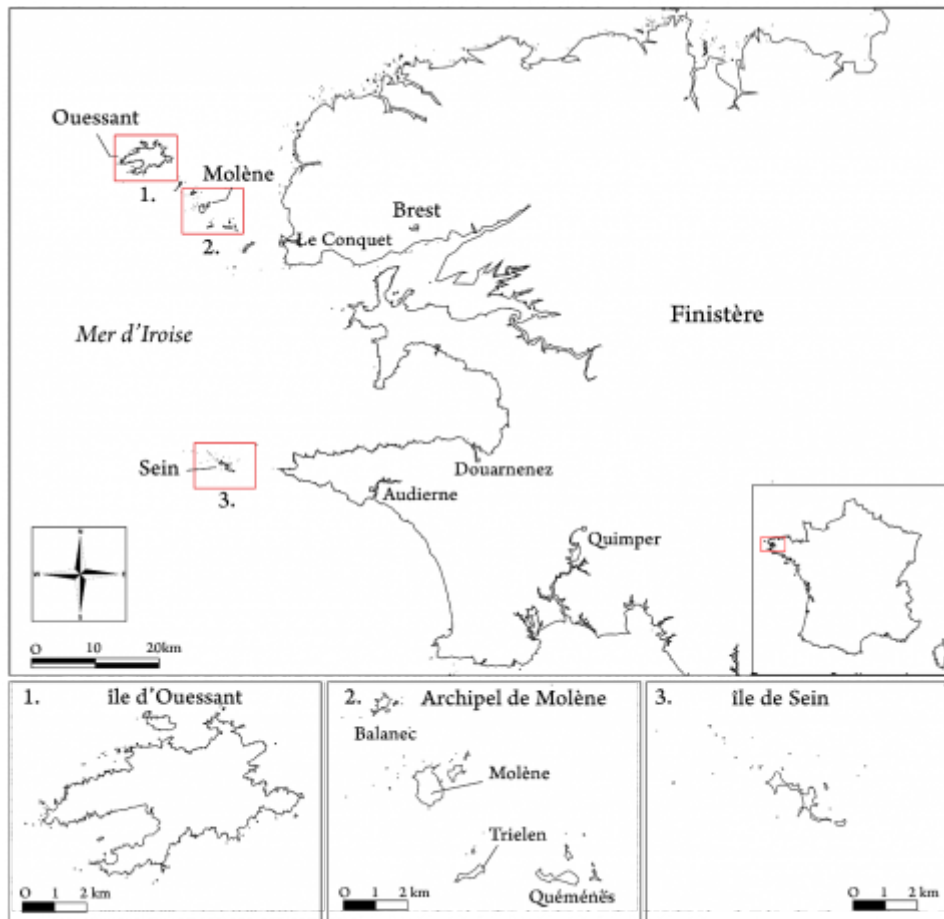 Ouessant
1.
Molène
2.
Brest
Le Conquet
Finistère
Mer d'Iroise
Sein
3.
Douarnenez
Audierne
Quimper
N
O 10 20km
1. île d'Ouessant
O 1 2 km
2. Archipel de Molène
Balanec
Molène
Trielen
Quéménès
O 1 2 km
3. île de Sein
O 1 2 km